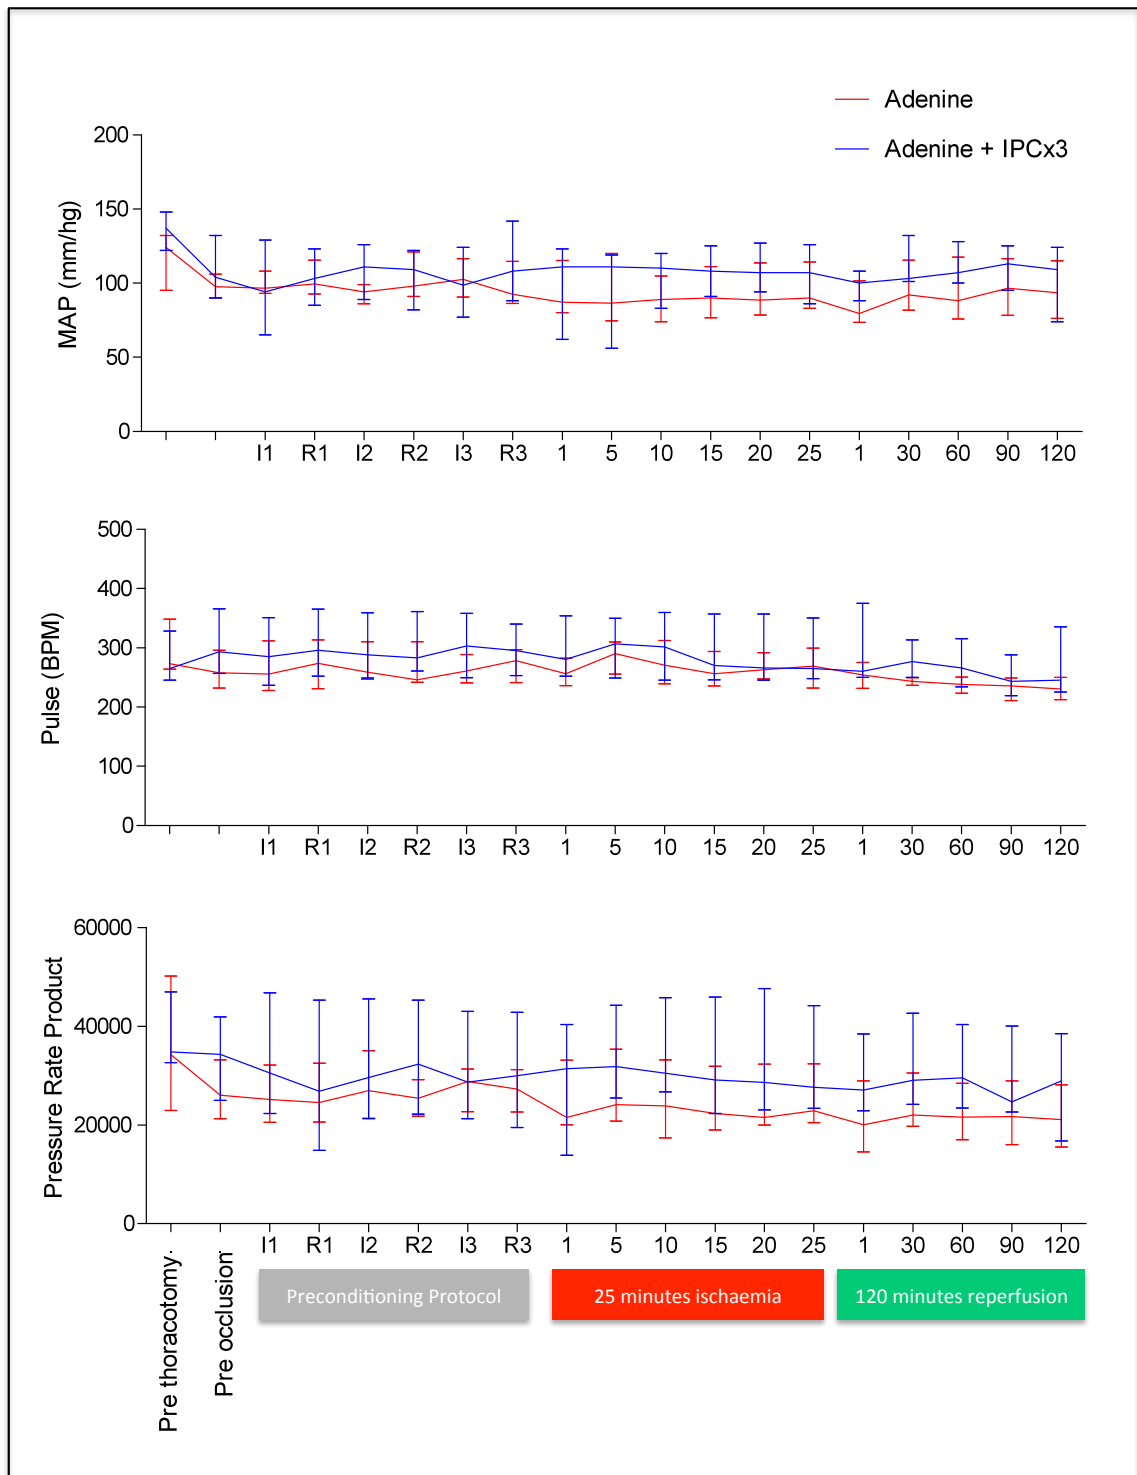 Adenine
Adenine + IPCx3
MAP (mm/hg)
200
150
100
50
0
I1 R1 I2 R2 I3 R3 1 5 10 15 20 25 1 30 60 90 120
Pulse (BPM)
500
400
300
200
100
0
I1 R1 I2 R2 I3 R3 1 5 10 15 20 25 1 30 60 90 120
Pressure Rate Product
60000
40000
20000
0
Pre thoracotomy.
Pre occlusion
I1 R1 I2 R2 I3 R3 1 5 10 15 20 25 1 30 60 90 120
Preconditioning Protocol
25 minutes ischaemia
120 minutes reperfusion